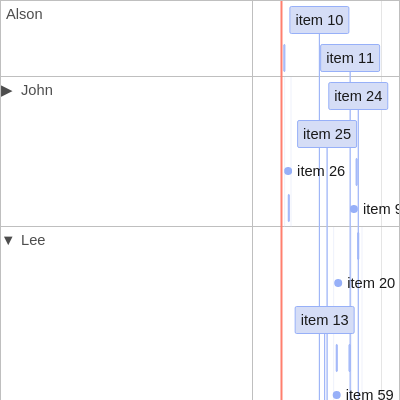 Alson
item 10
item 11
▶ John
item 24
item 25
item 26
item 9
▼ Lee
item 20
item 13
item 59